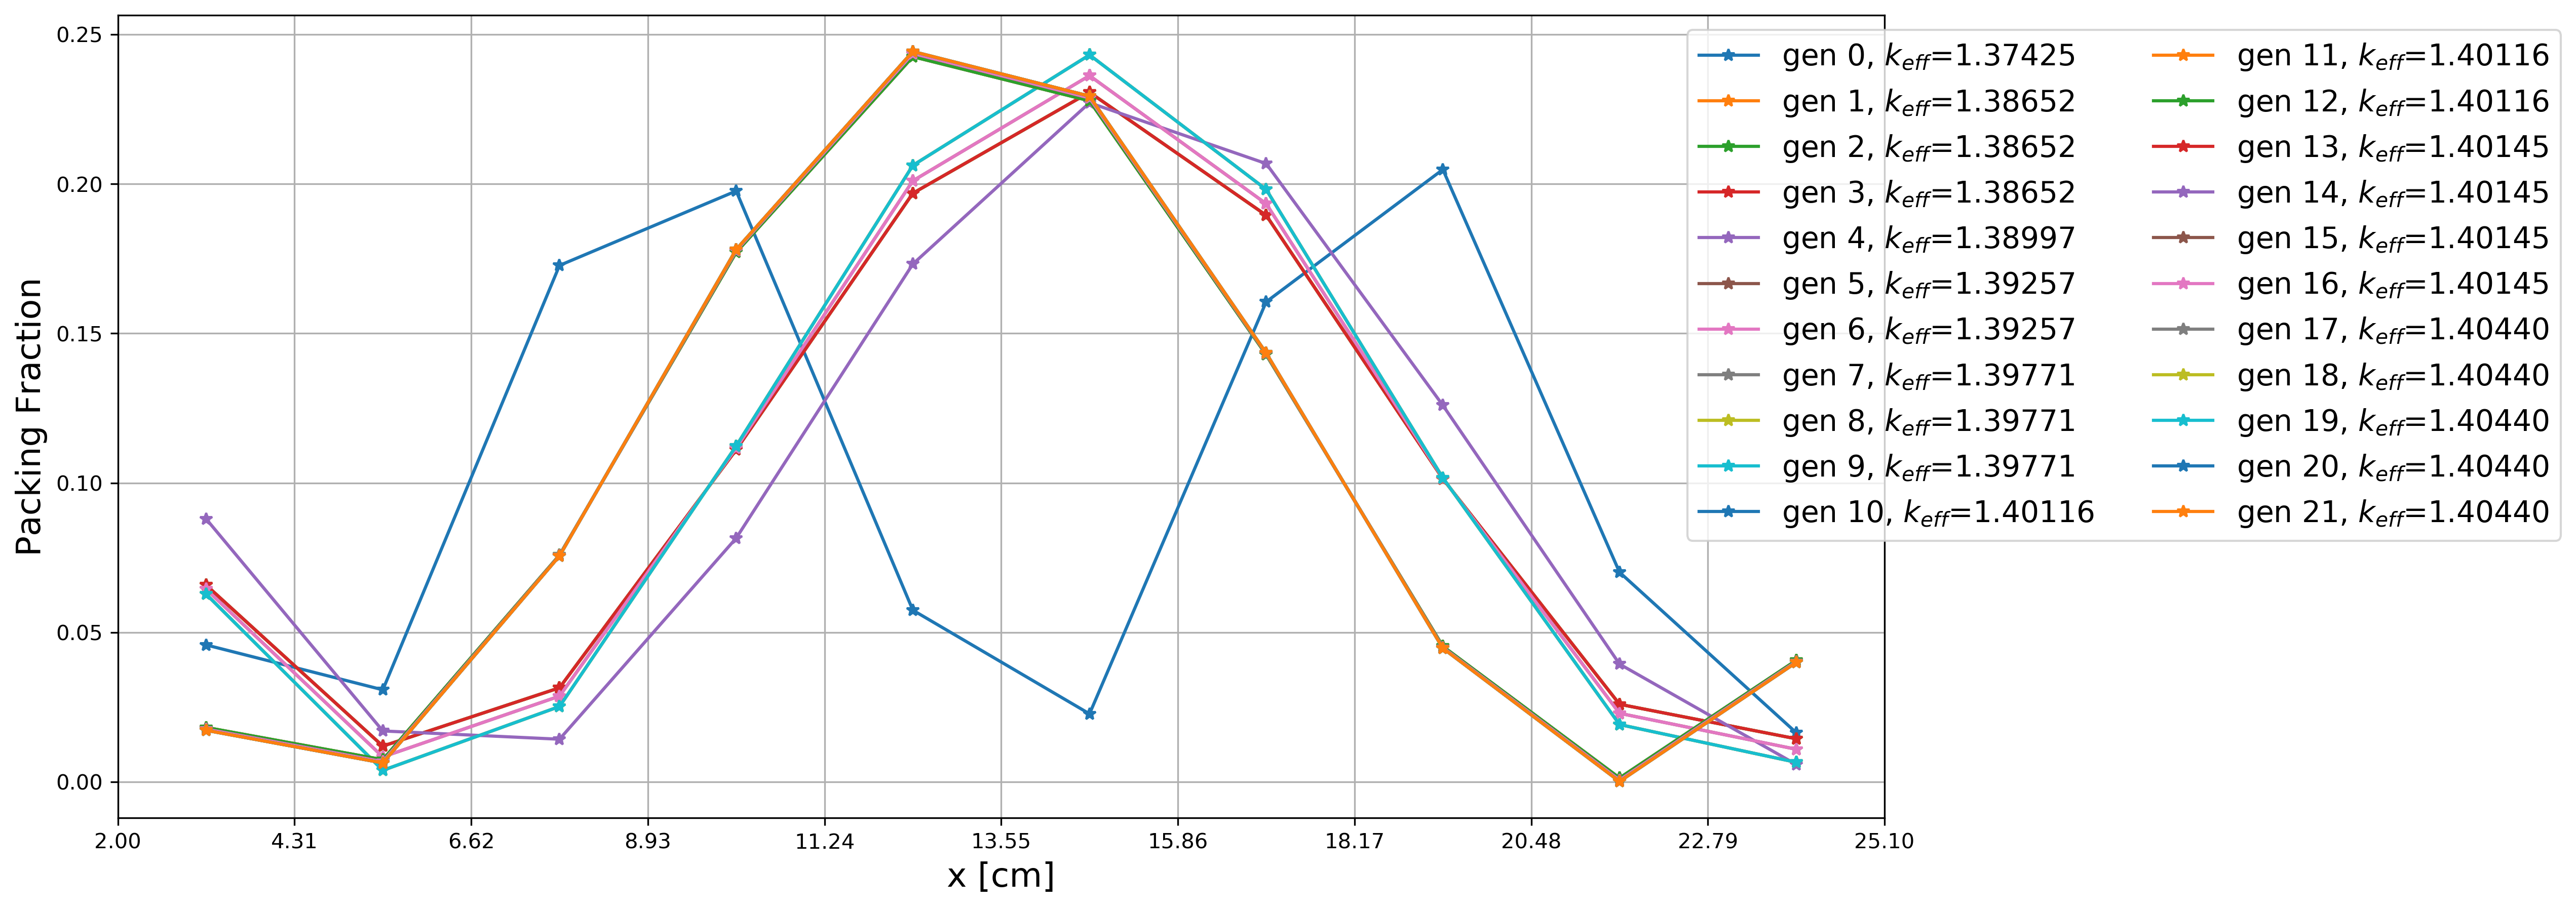 0.25
0.20
0.15
0.10
0.05
0.00
Packing Fraction
2.00 4.31 6.62 8.93 11.24 13.55 15.86 18.17 20.48 22.79 25.10
x [cm]
gen 0, keff=1.37425
gen 1, keff=1.38652
gen 2, keff=1.38652
gen 3, keff=1.38652
gen 4, keff=1.38997
gen 5, keff=1.39257
gen 6, keff=1.39257
gen 7, keff=1.39771
gen 8, keff=1.39771
gen 9, keff=1.39771
gen 10, keff=1.40116
gen 11, keff=1.40116
gen 12, keff=1.40116
gen 13, keff=1.40145
gen 14, keff=1.40145
gen 15, keff=1.40145
gen 16, keff=1.40145
gen 17, keff=1.40440
gen 18, keff=1.40440
gen 19, keff=1.40440
gen 20, keff=1.40440
gen 21, keff=1.40440